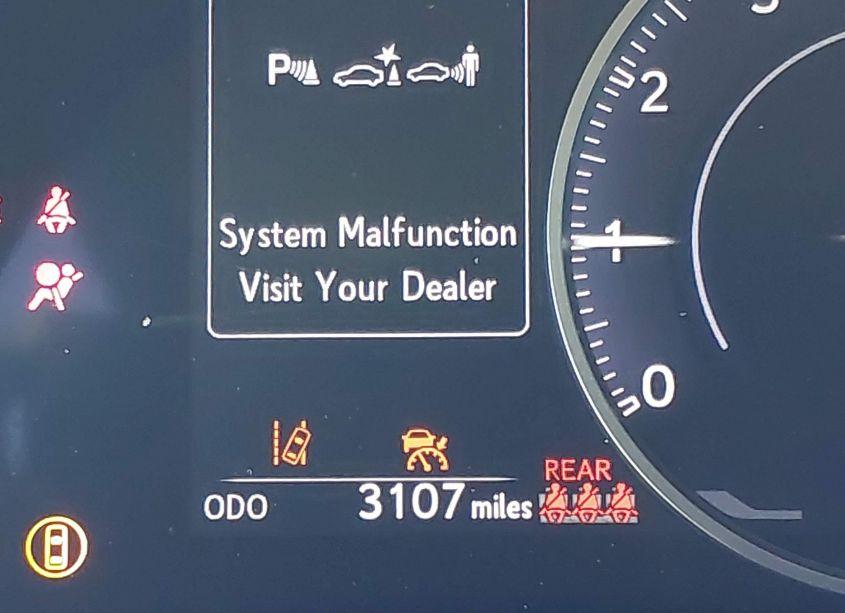 P
System Malfunction
Visit Your Dealer
2
1
0
REAR
ODO 3107 miles